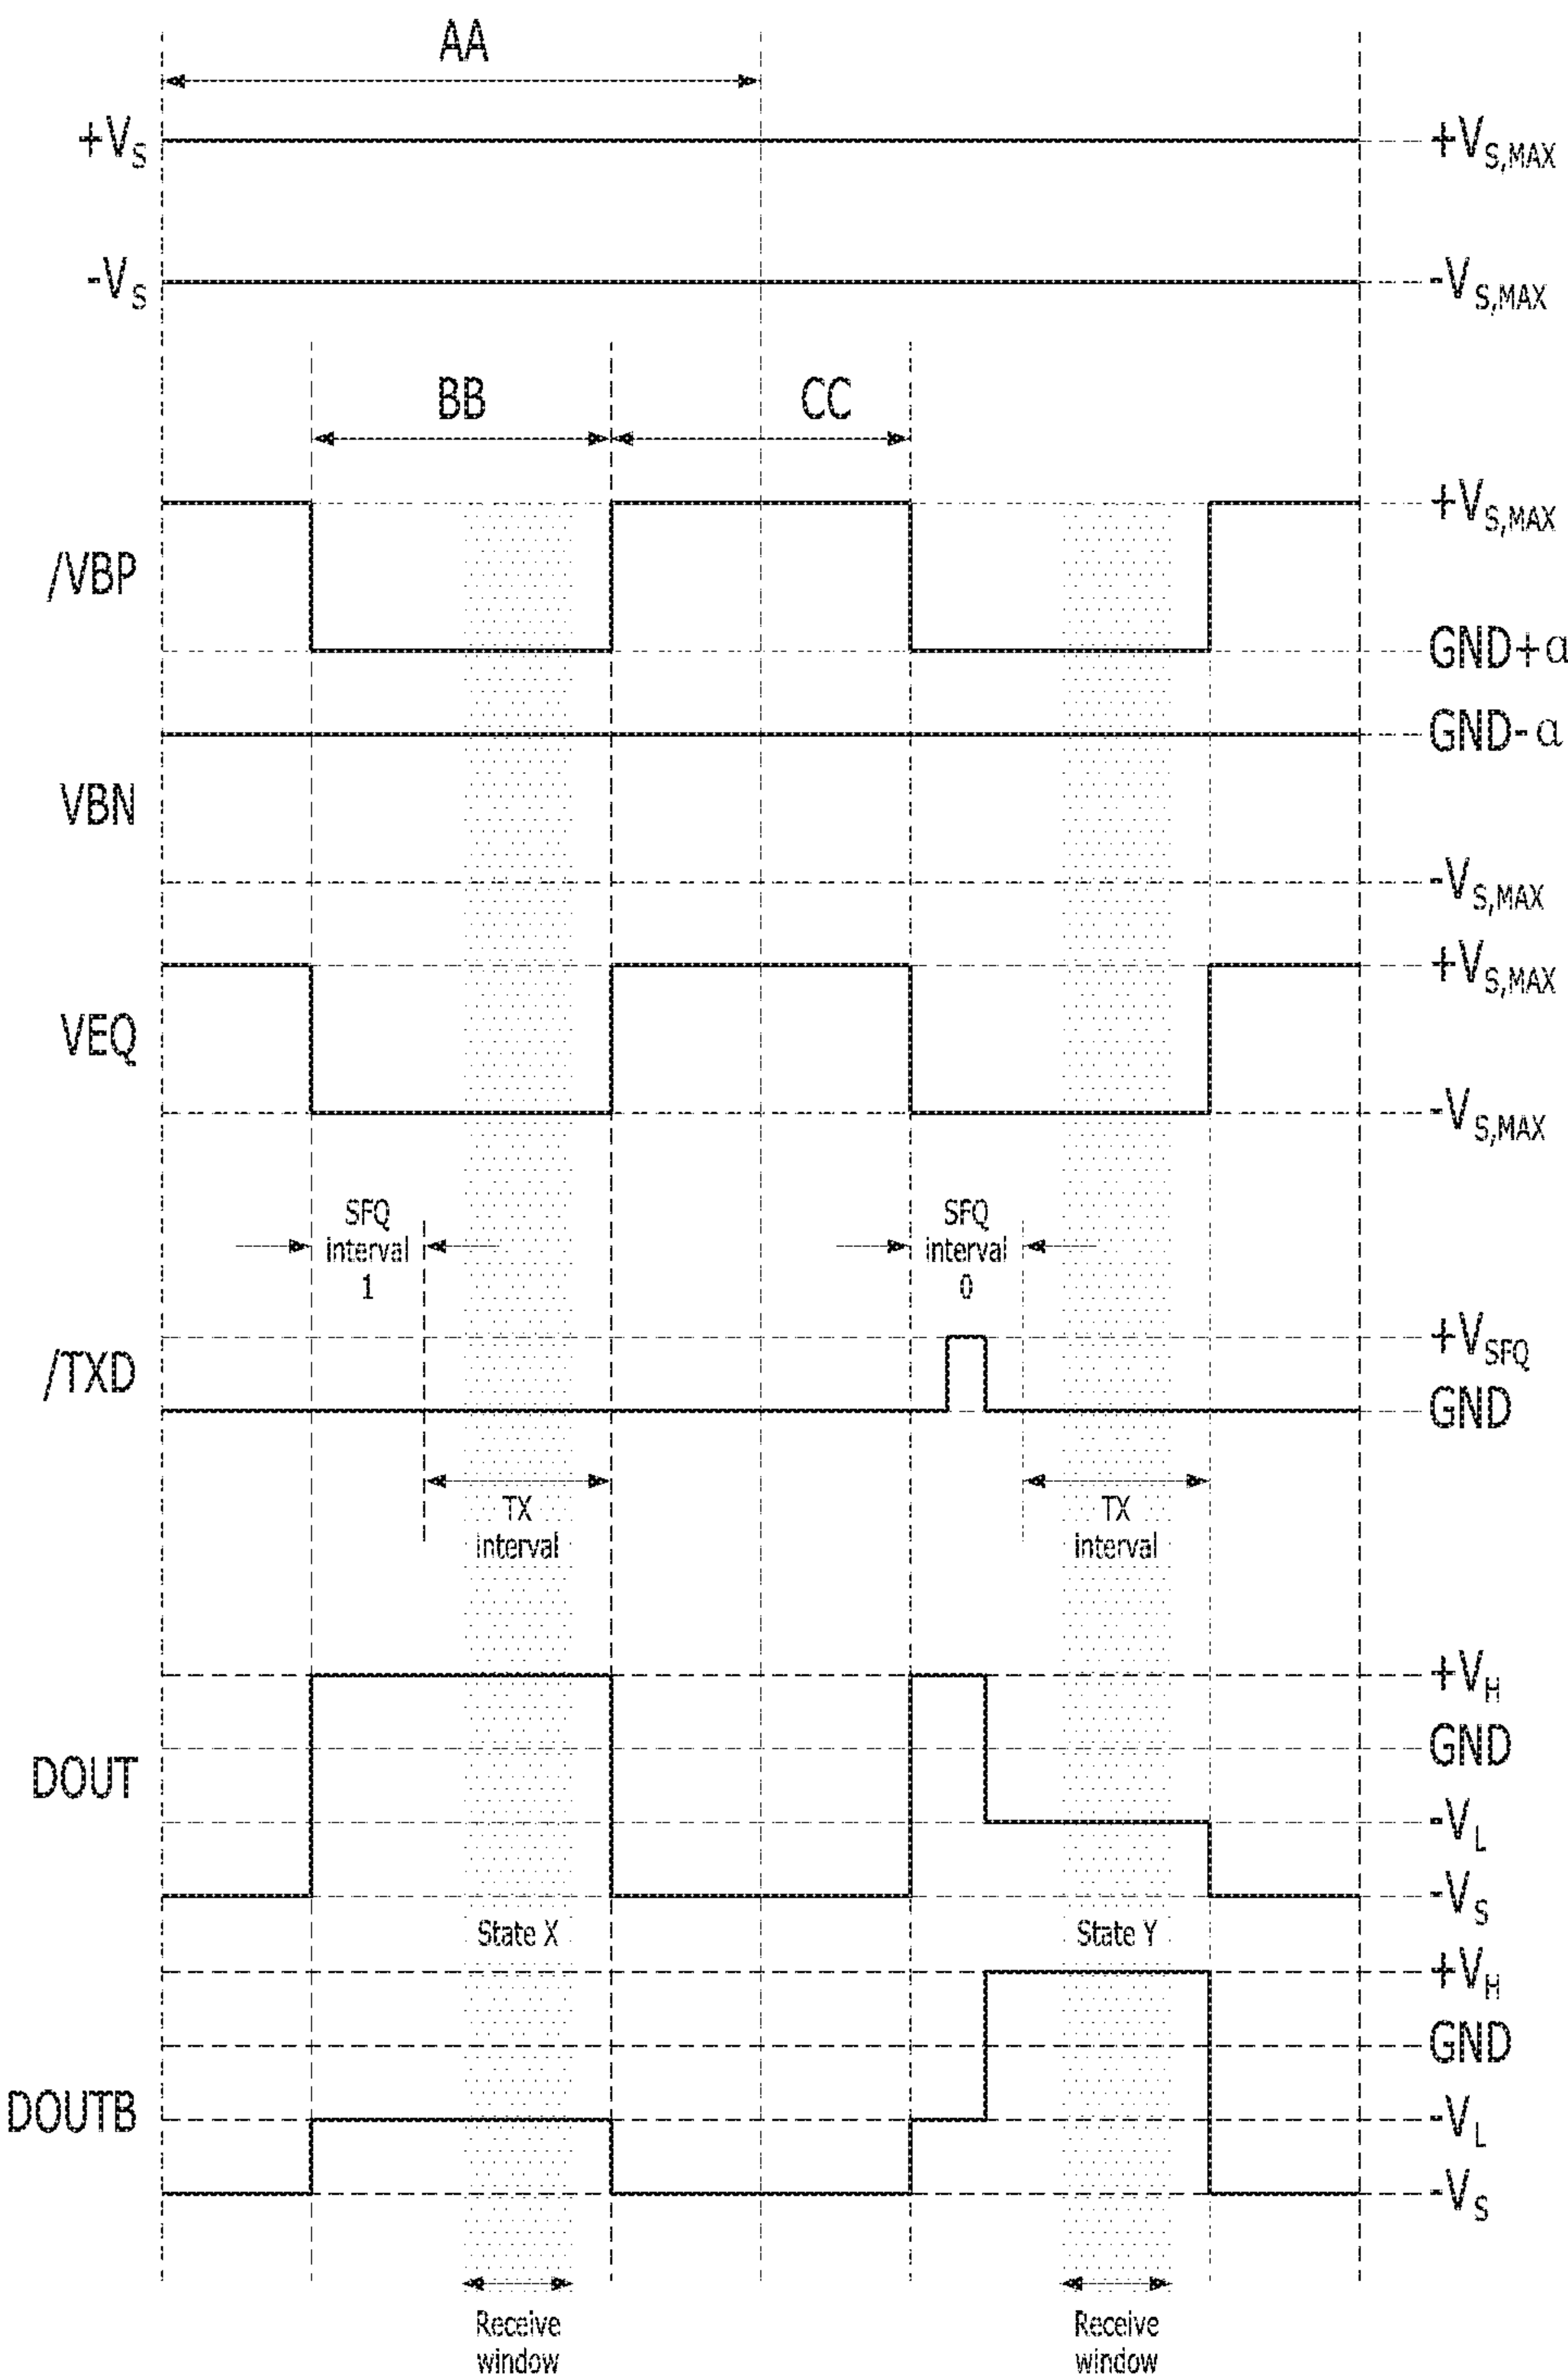 AA
+VS
+VS,MAX
-VS
-VS,MAX
BB
CC
/VBP
+VS,MAX
GND+α
VBN
GND-α
-VS,MAX
VEQ
+VS,MAX
-VS,MAX
SFQ
interval
1
SFQ
interval
0
/TXD
+VSFQ
GND
TX
interval
TX
interval
DOUT
+VH
GND
-VL
-VS
State X
State Y
DOUTB
+VH
GND
-VL
-VS
Receive
window
Receive
window